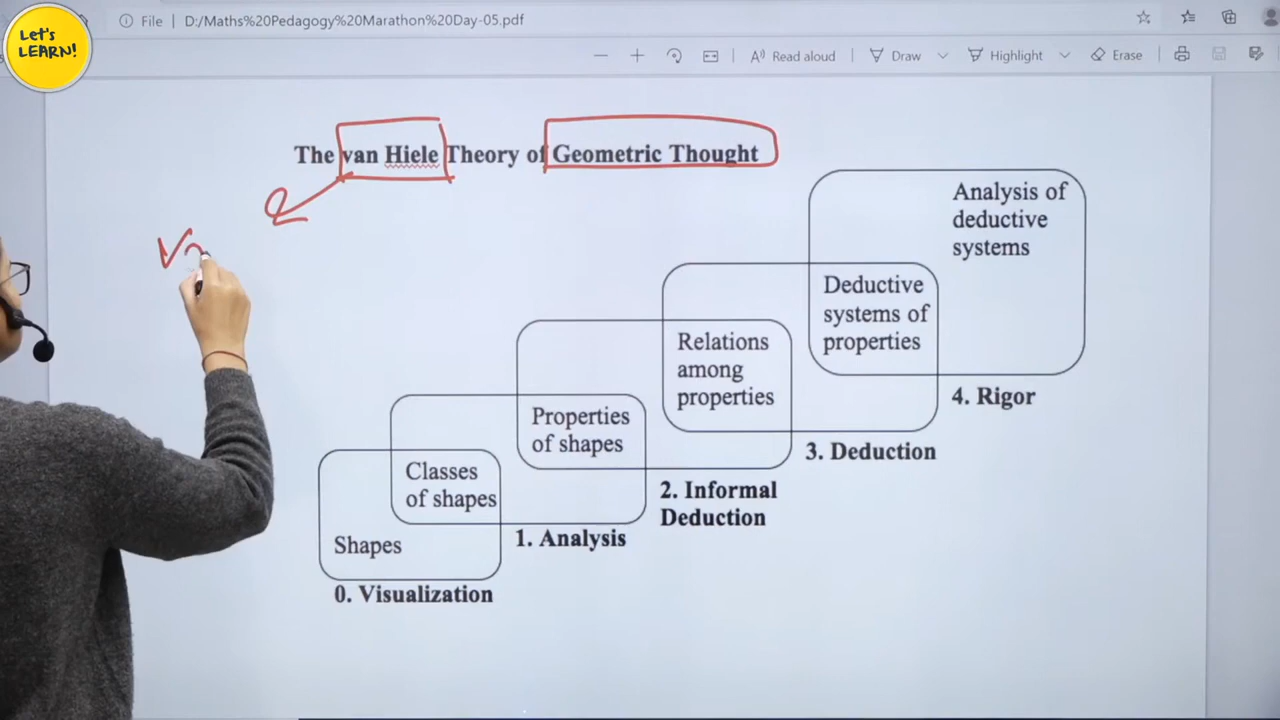 Let's
LEARN!
File D:/Maths%20Pedagogy%20Marathon%20Day-05.pdf
Read aloud Draw Highlight Erase
The van Hiele Theory of Geometric Thought
Analysis of
deductive
systems
Deductive
systems of
properties
4. Rigor
Relations
among
properties
3. Deduction
Properties
of shapes
2. Informal
Deduction
Classes
of shapes
1. Analysis
Shapes
0. Visualization